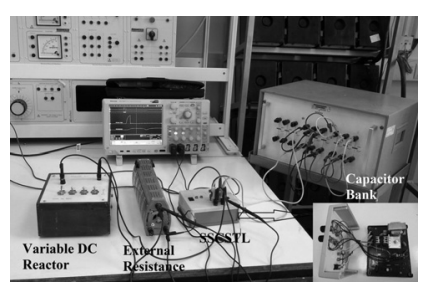 Capacitor
Bank
SSCSTL
Variable DC
Reactor
External
Resistance